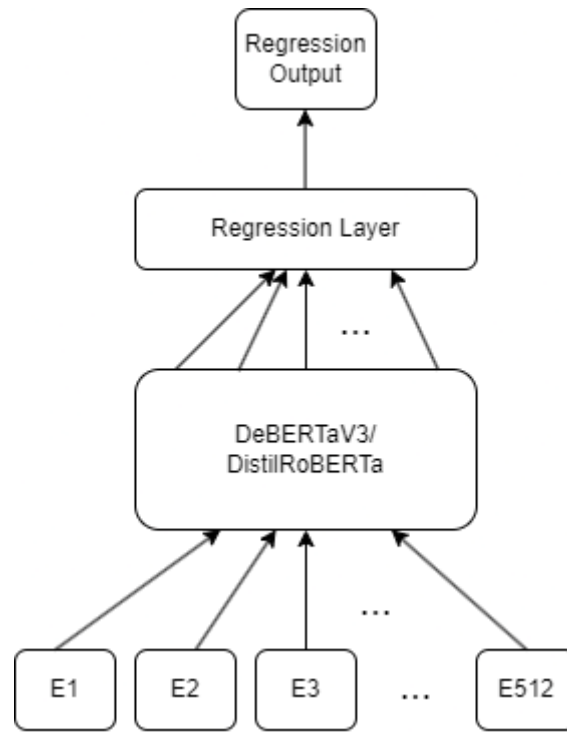 Regression
Output
Regression Layer
...
DeBERTaV3/
DistilRoBERTa
...
E1 E2 E3 ... E512